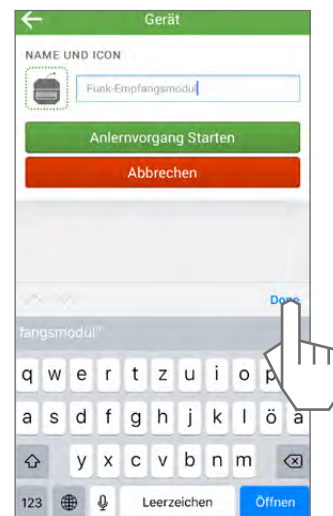 Gerät
NAME UND ICON
Funk-Empfangsmodul
Anlernvorgang Starten
Abbrechen
Done
fangsmodul"
q w e r t z u i o p
a s d f g h j k l ö ä
y x c v b n m
123 Leerzeichen Öffnen